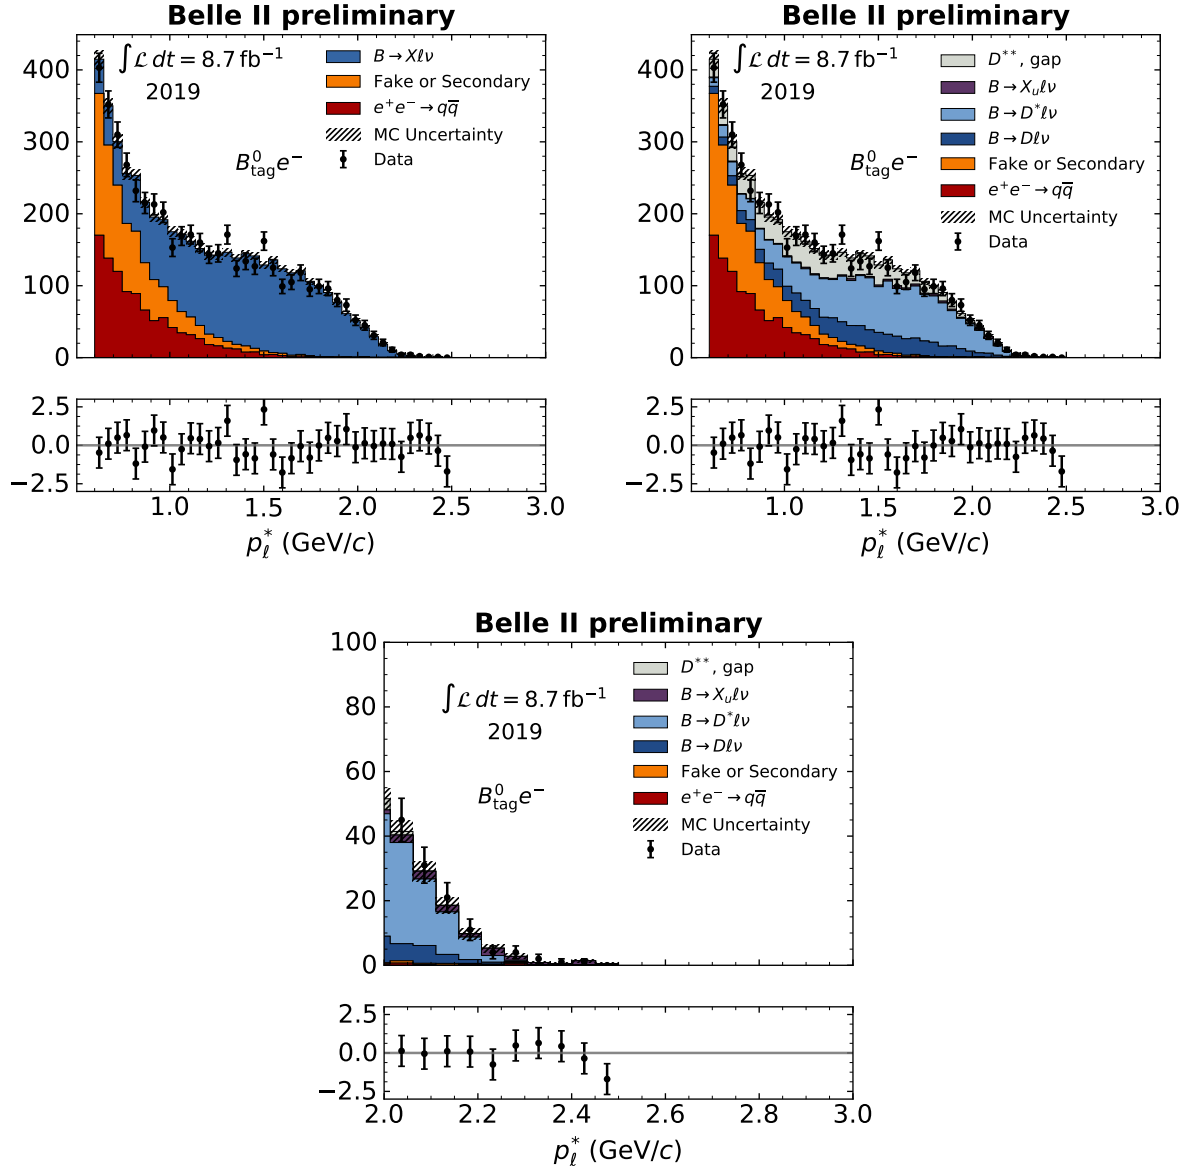 Belle II preliminary
∫ℒ dt = 8.7 fb⁻¹
2019
B⁰tag e⁻
B → Xℓν
Fake or Secondary
e⁺e⁻ → qq̅
MC Uncertainty
Data
400
300
200
100
0
2.5
0.0
−2.5
1.0 1.5 2.0 2.5 3.0
p*ℓ (GeV/c)
Belle II preliminary
∫ℒ dt = 8.7 fb⁻¹
2019
B⁰tag e⁻
D**, gap
B → Xᵤℓν
B → D*ℓν
B → Dℓν
Fake or Secondary
e⁺e⁻ → qq̅
MC Uncertainty
Data
400
300
200
100
0
2.5
0.0
−2.5
1.0 1.5 2.0 2.5 3.0
p*ℓ (GeV/c)
Belle II preliminary
∫ℒ dt = 8.7 fb⁻¹
2019
B⁰tag e⁻
D**, gap
B → Xᵤℓν
B → D*ℓν
B → Dℓν
Fake or Secondary
e⁺e⁻ → qq̅
MC Uncertainty
Data
100
80
60
40
20
0
2.5
0.0
−2.5
2.0 2.2 2.4 2.6 2.8 3.0
p*ℓ (GeV/c)